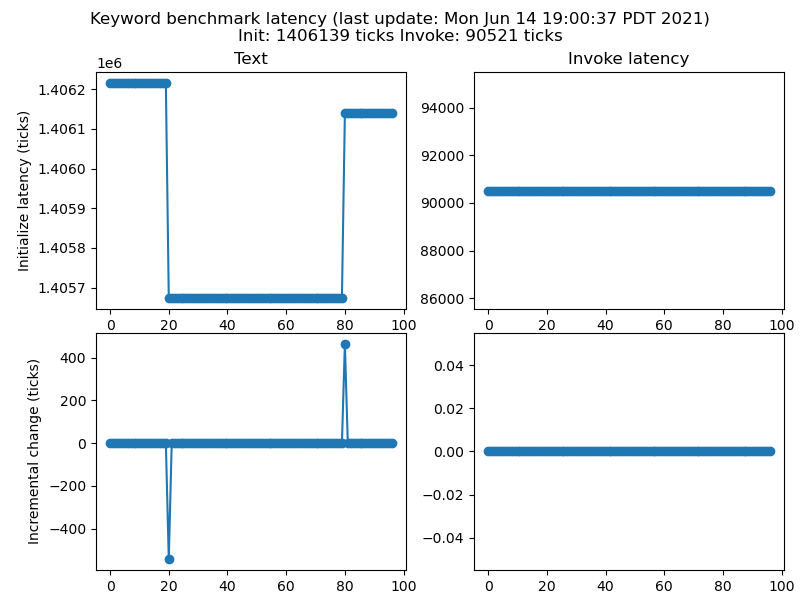 Keyword benchmark latency (last update: Mon Jun 14 19:00:37 PDT 2021)
Init: 1406139 ticks Invoke: 90521 ticks
Text
1e6
Initialize latency (ticks)
1.4062
1.4061
1.4060
1.4059
1.4058
1.4057
0 20 40 60 80 100
Invoke latency
94000
92000
90000
88000
86000
0 20 40 60 80 100
Incremental change (ticks)
400
200
0
−200
−400
0 20 40 60 80 100
0.04
0.02
0.00
−0.02
−0.04
0 20 40 60 80 100